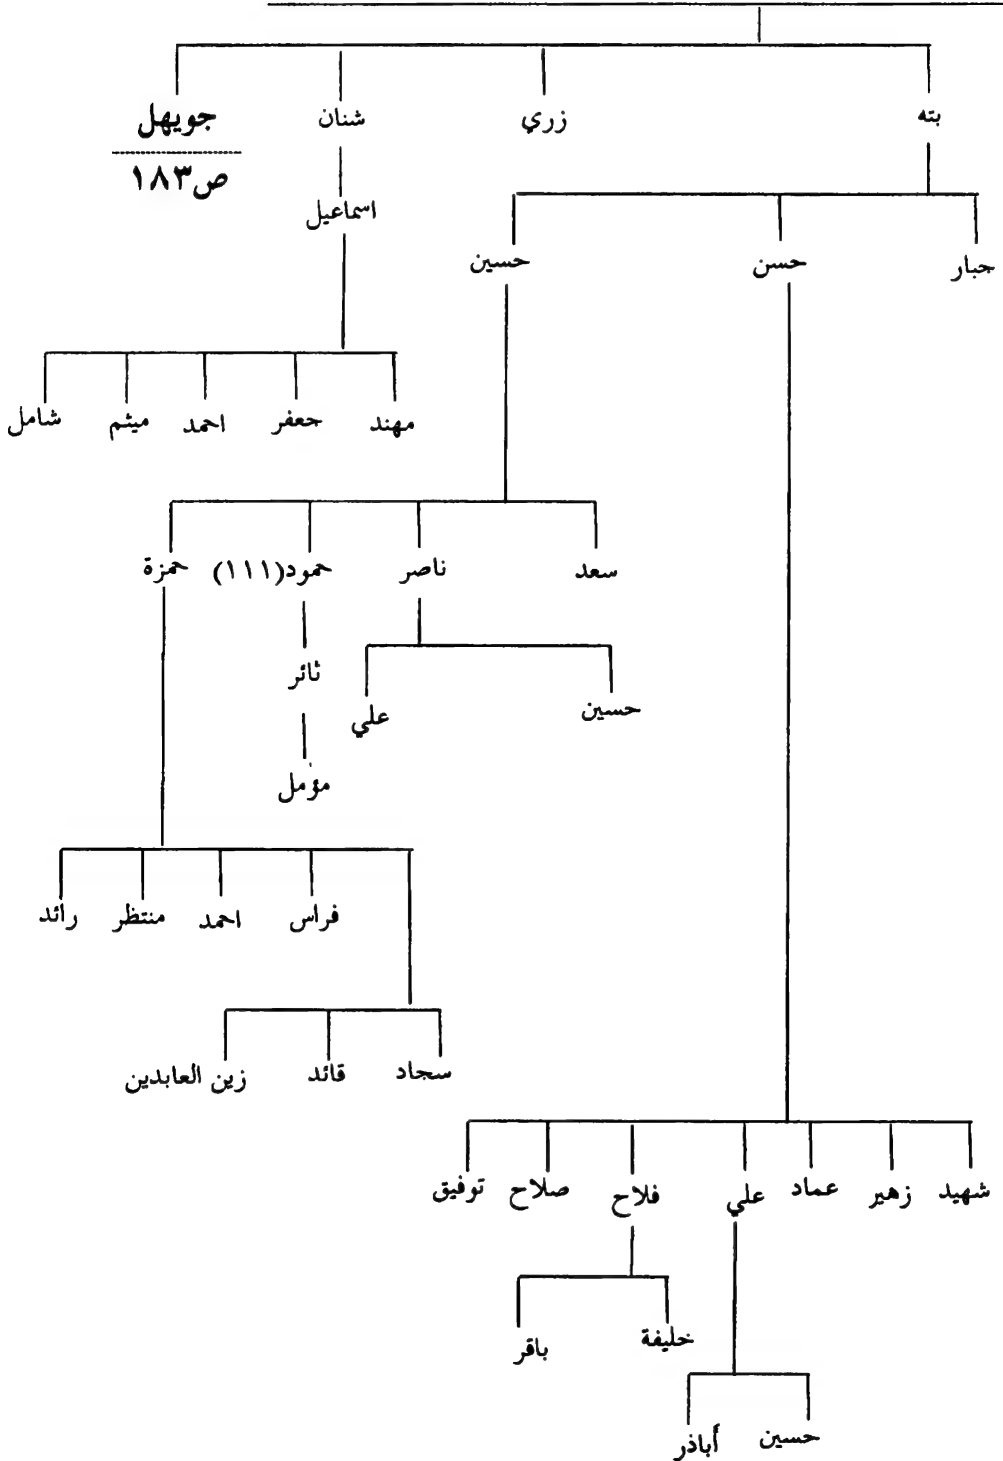 بته زري شنان جويهل
ص١٨٣
اسماعيل
حبار حسن حسين
مهند حعفر احمد ميثم شامل
سعد ناصر حمود(١١١) حمزة
ثائر
حسين علي
مؤمل
فراس احمد منتظر رائد
سجاد قائد زين العابدين
شهيد زهير عماد علي فلاح صلاح توفيق
خليفة باقر
حسين أباذر